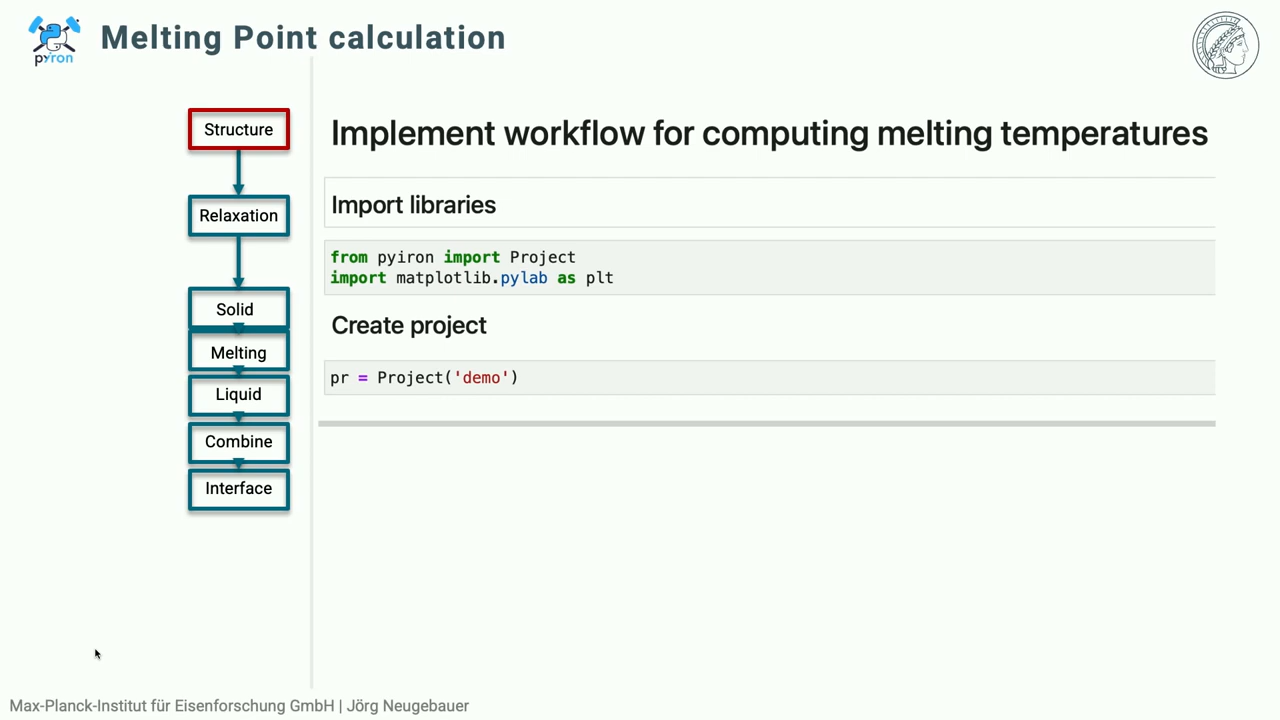 pyiron
Melting Point calculation
Structure
Relaxation
Solid
Melting
Liquid
Combine
Interface
Implement workflow for computing melting temperatures
Import libraries
from pyiron import Project
import matplotlib.pylab as plt
Create project
pr = Project('demo')
Max-Planck-Institut für Eisenforschung GmbH | Jörg Neugebauer